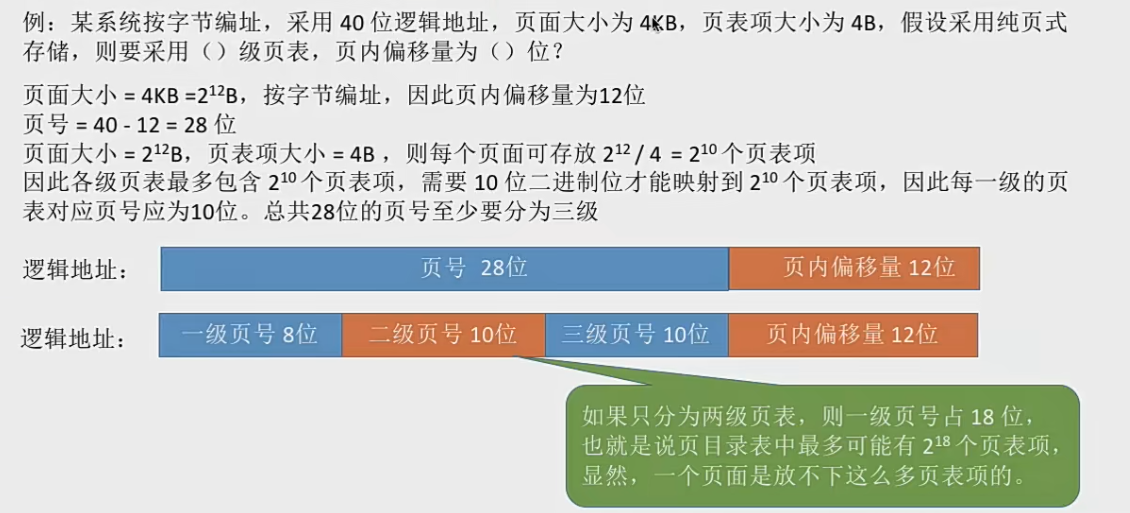 例：某系统按字节编址，采用 40 位逻辑地址，页面大小为 4KB，页表项大小为 4B，假设采用纯页式
存储，则要采用（）级页表，页内偏移量为（）位？
页面大小 = 4KB =2¹²B，按字节编址，因此页内偏移量为12位
页号 = 40 - 12 = 28 位
页面大小 = 2¹²B，页表项大小 = 4B ，则每个页面可存放 2¹² / 4 = 2¹⁰ 个页表项
因此各级页表最多包含 2¹⁰ 个页表项，需要 10 位二进制位才能映射到 2¹⁰ 个页表项，因此每一级的页
表对应页号应为10位。总共28位的页号至少要分为三级
逻辑地址： 页号 28位 页内偏移量 12位
逻辑地址： 一级页号 8位 二级页号 10位 三级页号 10位 页内偏移量 12位
如果只分为两级页表，则一级页号占 18 位，
也就是说页目录表中最多可能有 2¹⁸ 个页表项，
显然，一个页面是放不下这么多页表项的。